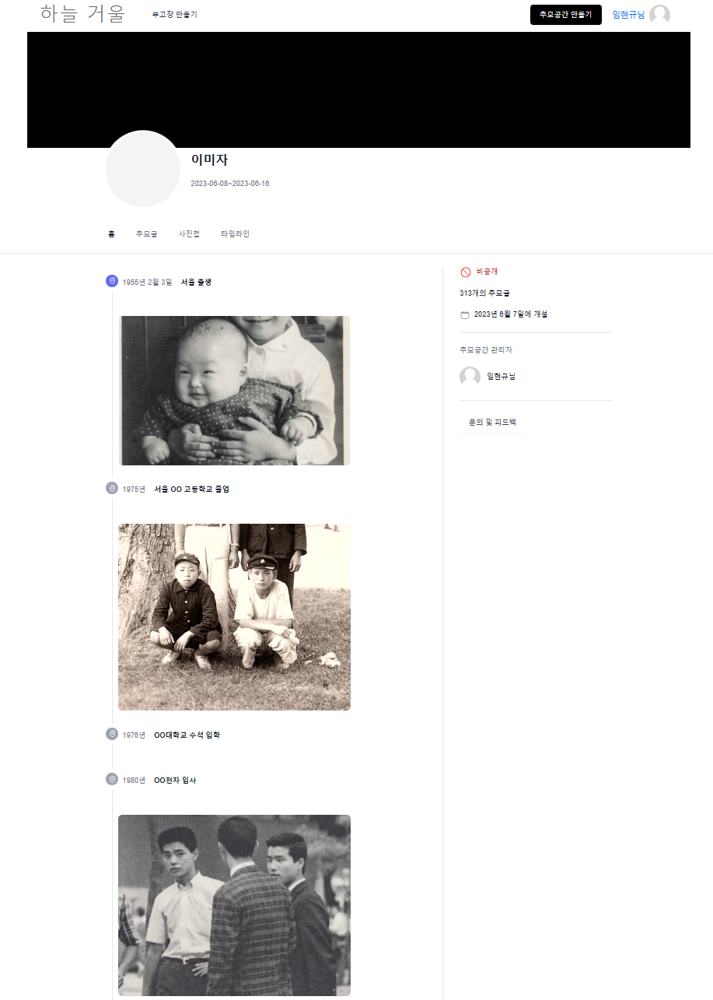 하늘 거울
부고장 만들기
추모공간 만들기
임현규님
이미자
2023-06-08~2023-06-16
홈
추모글
사진첩
타임라인
1955년 2월 3일 서울 출생
1975년 서울 OO 고등학교 졸업
1976년 OO대학교 수석 입학
1980년 OO전자 입사
비공개
313개의 추모글
2023년 6월 7일에 개설
추모공간 관리자
임현규님
문의 및 피드백